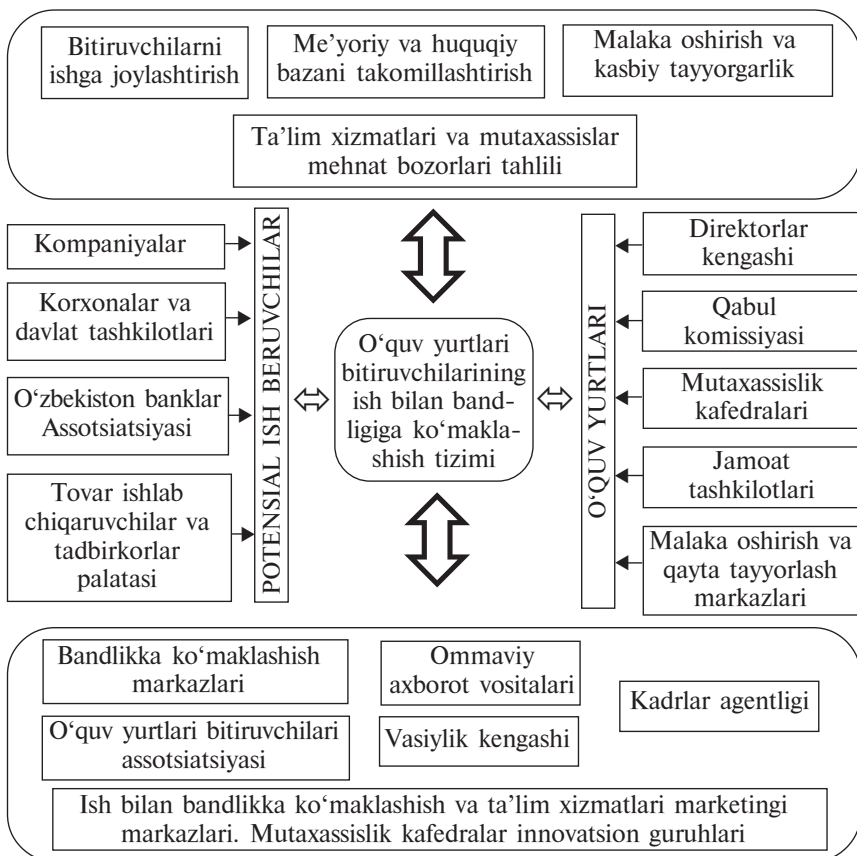 Bitiruvchilarni
ishga joylashtirish
Me’yoriy va huquqiy
bazani takomillashtirish
Malaka oshirish va
kasbiy tayyorgarlik
Ta’lim xizmatlari va mutaxassislar
mehnat bozorlari tahlili
Kompaniyalar
Korxonalar va
davlat tashkilotlari
O‘zbekiston banklar
Assotsiatsiyasi
Tovar ishlab
chiqaruvchilar va
tadbirkorlar
palatasi
POTENSIAL ISH BERUVCHILAR
O‘quv yurtlari
bitiruvchilarining
ish bilan band-
ligiga ko‘makla-
shish tizimi
O‘QUV YURTLARI
Direktorlar
kengashi
Qabul
komissiyasi
Mutaxassislik
kafedralari
Jamoat
tashkilotlari
Malaka oshirish va
qayta tayyorlash
markazlari
Bandlikka ko‘maklashish
markazlari
Ommaviy
axborot vositalari
Kadrlar agentligi
O‘quv yurtlari bitiruvchilari
assotsiatsiyasi
Vasiylik kengashi
Ish bilan bandlikka ko‘maklashish va ta’lim xizmatlari marketingi
markazlari. Mutaxassislik kafedralar innovatsion guruhlari